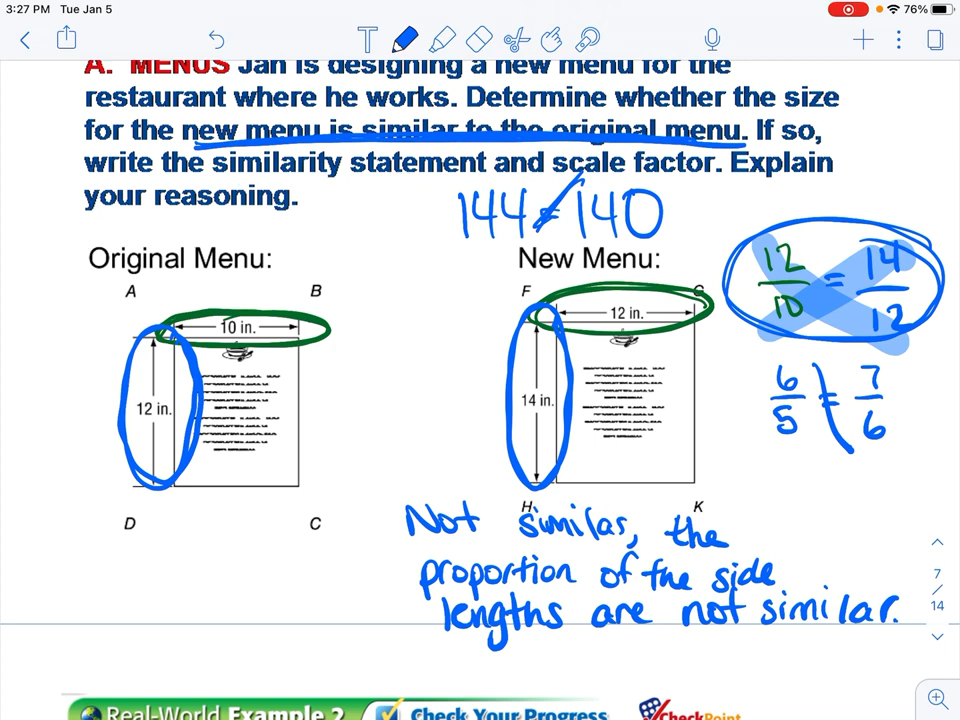 3:27 PM Tue Jan 5
76%
A. MENUS Jan is designing a new menu for the
restaurant where he works. Determine whether the size
for the new menu is similar to the original menu. If so,
write the similarity statement and scale factor. Explain
your reasoning.
144 = 140
Original Menu:
New Menu:
12/10 = 14/12
A
B
F
G
10 in.
12 in.
6/5 = 7/6
12 in.
14 in.
D
C
H
K
Not similar, the
proportion of the side
lengths are not similar.
7
/
14
Real-World Example 2
Check Your Progress
CheckPoint